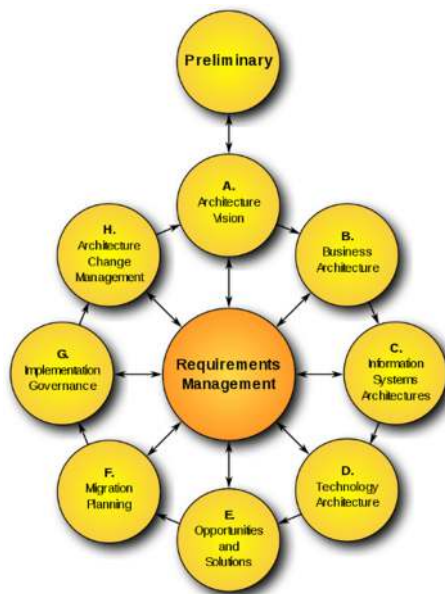 Preliminary
A.
Architecture
Vision
H.
Architecture
Change
Management
B.
Business
Architecture
G.
Implementation
Governance
Requirements
Management
C.
Information
Systems
Architectures
F.
Migration
Planning
D.
Technology
Architecture
E.
Opportunities
and
Solutions